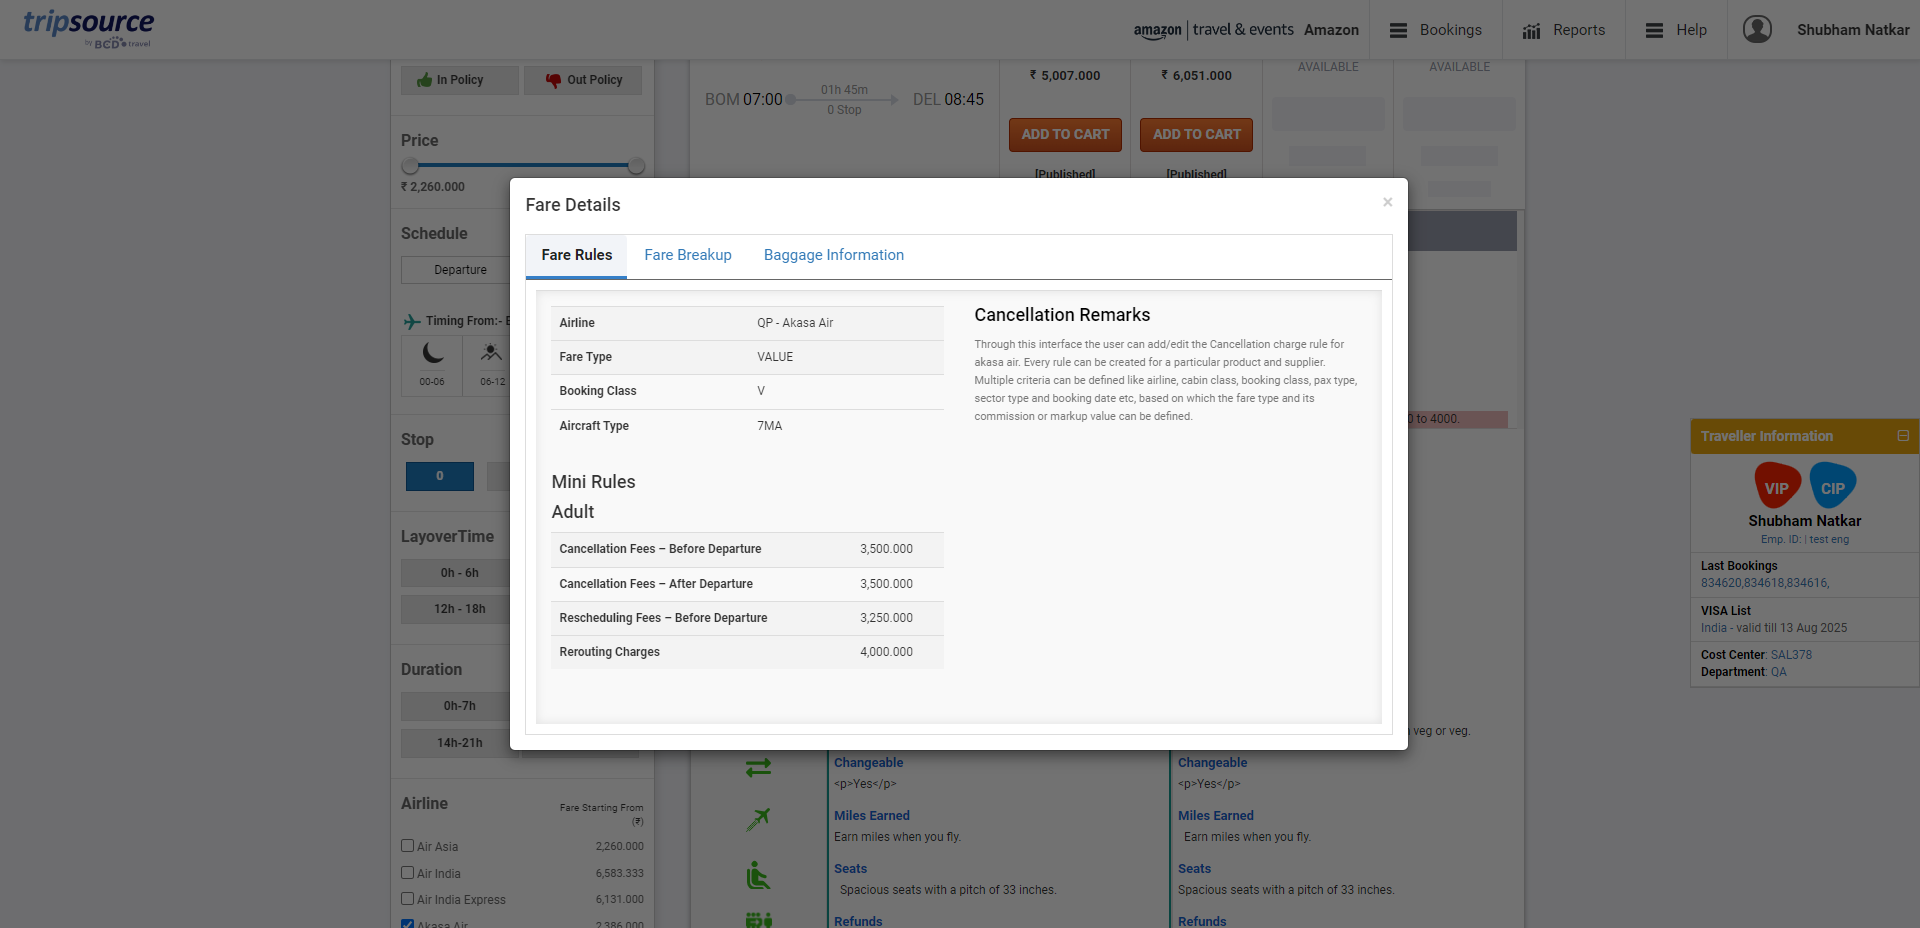 tripsource
by BCD travel
amazon | travel & events Amazon
Bookings
Reports
Help
Shubham Natkar
In Policy
Out Policy
Price
₹ 2,260.000
Schedule
Departure
Timing From:-
00-06
06-12
Stop
0
LayoverTime
0h - 6h
12h - 18h
Duration
0h-7h
14h-21h
Airline
Fare Starting From
(₹)
Air Asia 2,260.000
Air India 6,583.333
Air India Express 6,131.000
Akasa Air 2,386.000
BOM 07:00
01h 45m
0 Stop
DEL 08:45
₹ 5,007.000
₹ 6,051.000
AVAILABLE
AVAILABLE
ADD TO CART
ADD TO CART
[Published]
[Published]
Fare Details
×
Fare Rules
Fare Breakup
Baggage Information
Airline QP - Akasa Air
Fare Type VALUE
Booking Class V
Aircraft Type 7MA
Mini Rules
Adult
Cancellation Fees – Before Departure 3,500.000
Cancellation Fees – After Departure 3,500.000
Rescheduling Fees – Before Departure 3,250.000
Rerouting Charges 4,000.000
Cancellation Remarks
Through this interface the user can add/edit the Cancellation charge rule for
akasa air. Every rule can be created for a particular product and supplier.
Multiple criteria can be defined like airline, cabin class, booking class, pax type,
sector type and booking date etc, based on which the fare type and its
commission or markup value can be defined.
0 to 4000.
veg or veg.
Changeable
<p>Yes</p>
Miles Earned
Earn miles when you fly.
Seats
Spacious seats with a pitch of 33 inches.
Refunds
Changeable
<p>Yes</p>
Miles Earned
Earn miles when you fly.
Seats
Spacious seats with a pitch of 33 inches.
Refunds
Traveller Information
VIP
CIP
Shubham Natkar
Emp. ID: | test eng
Last Bookings
834620,834618,834616,
VISA List
India - valid till 13 Aug 2025
Cost Center: SAL378
Department: QA